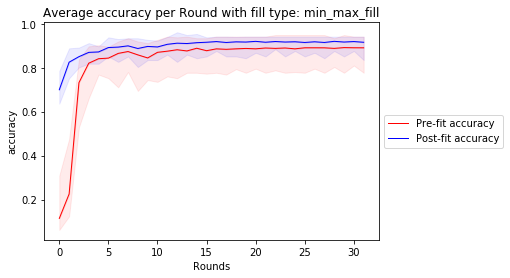 Average accuracy per Round with fill type: min_max_fill
1.0
0.8
0.6
0.4
0.2
accuracy
0
5
10
15
20
25
30
Rounds
Pre-fit accuracy
Post-fit accuracy